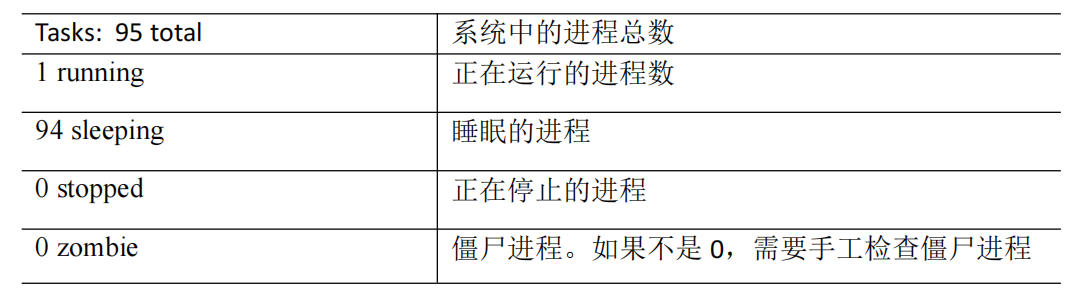 Tasks: 95 total 系统中的进程总数
1 running 正在运行的进程数
94 sleeping 睡眠的进程
0 stopped 正在停止的进程
0 zombie 僵尸进程。如果不是 0，需要手工检查僵尸进程